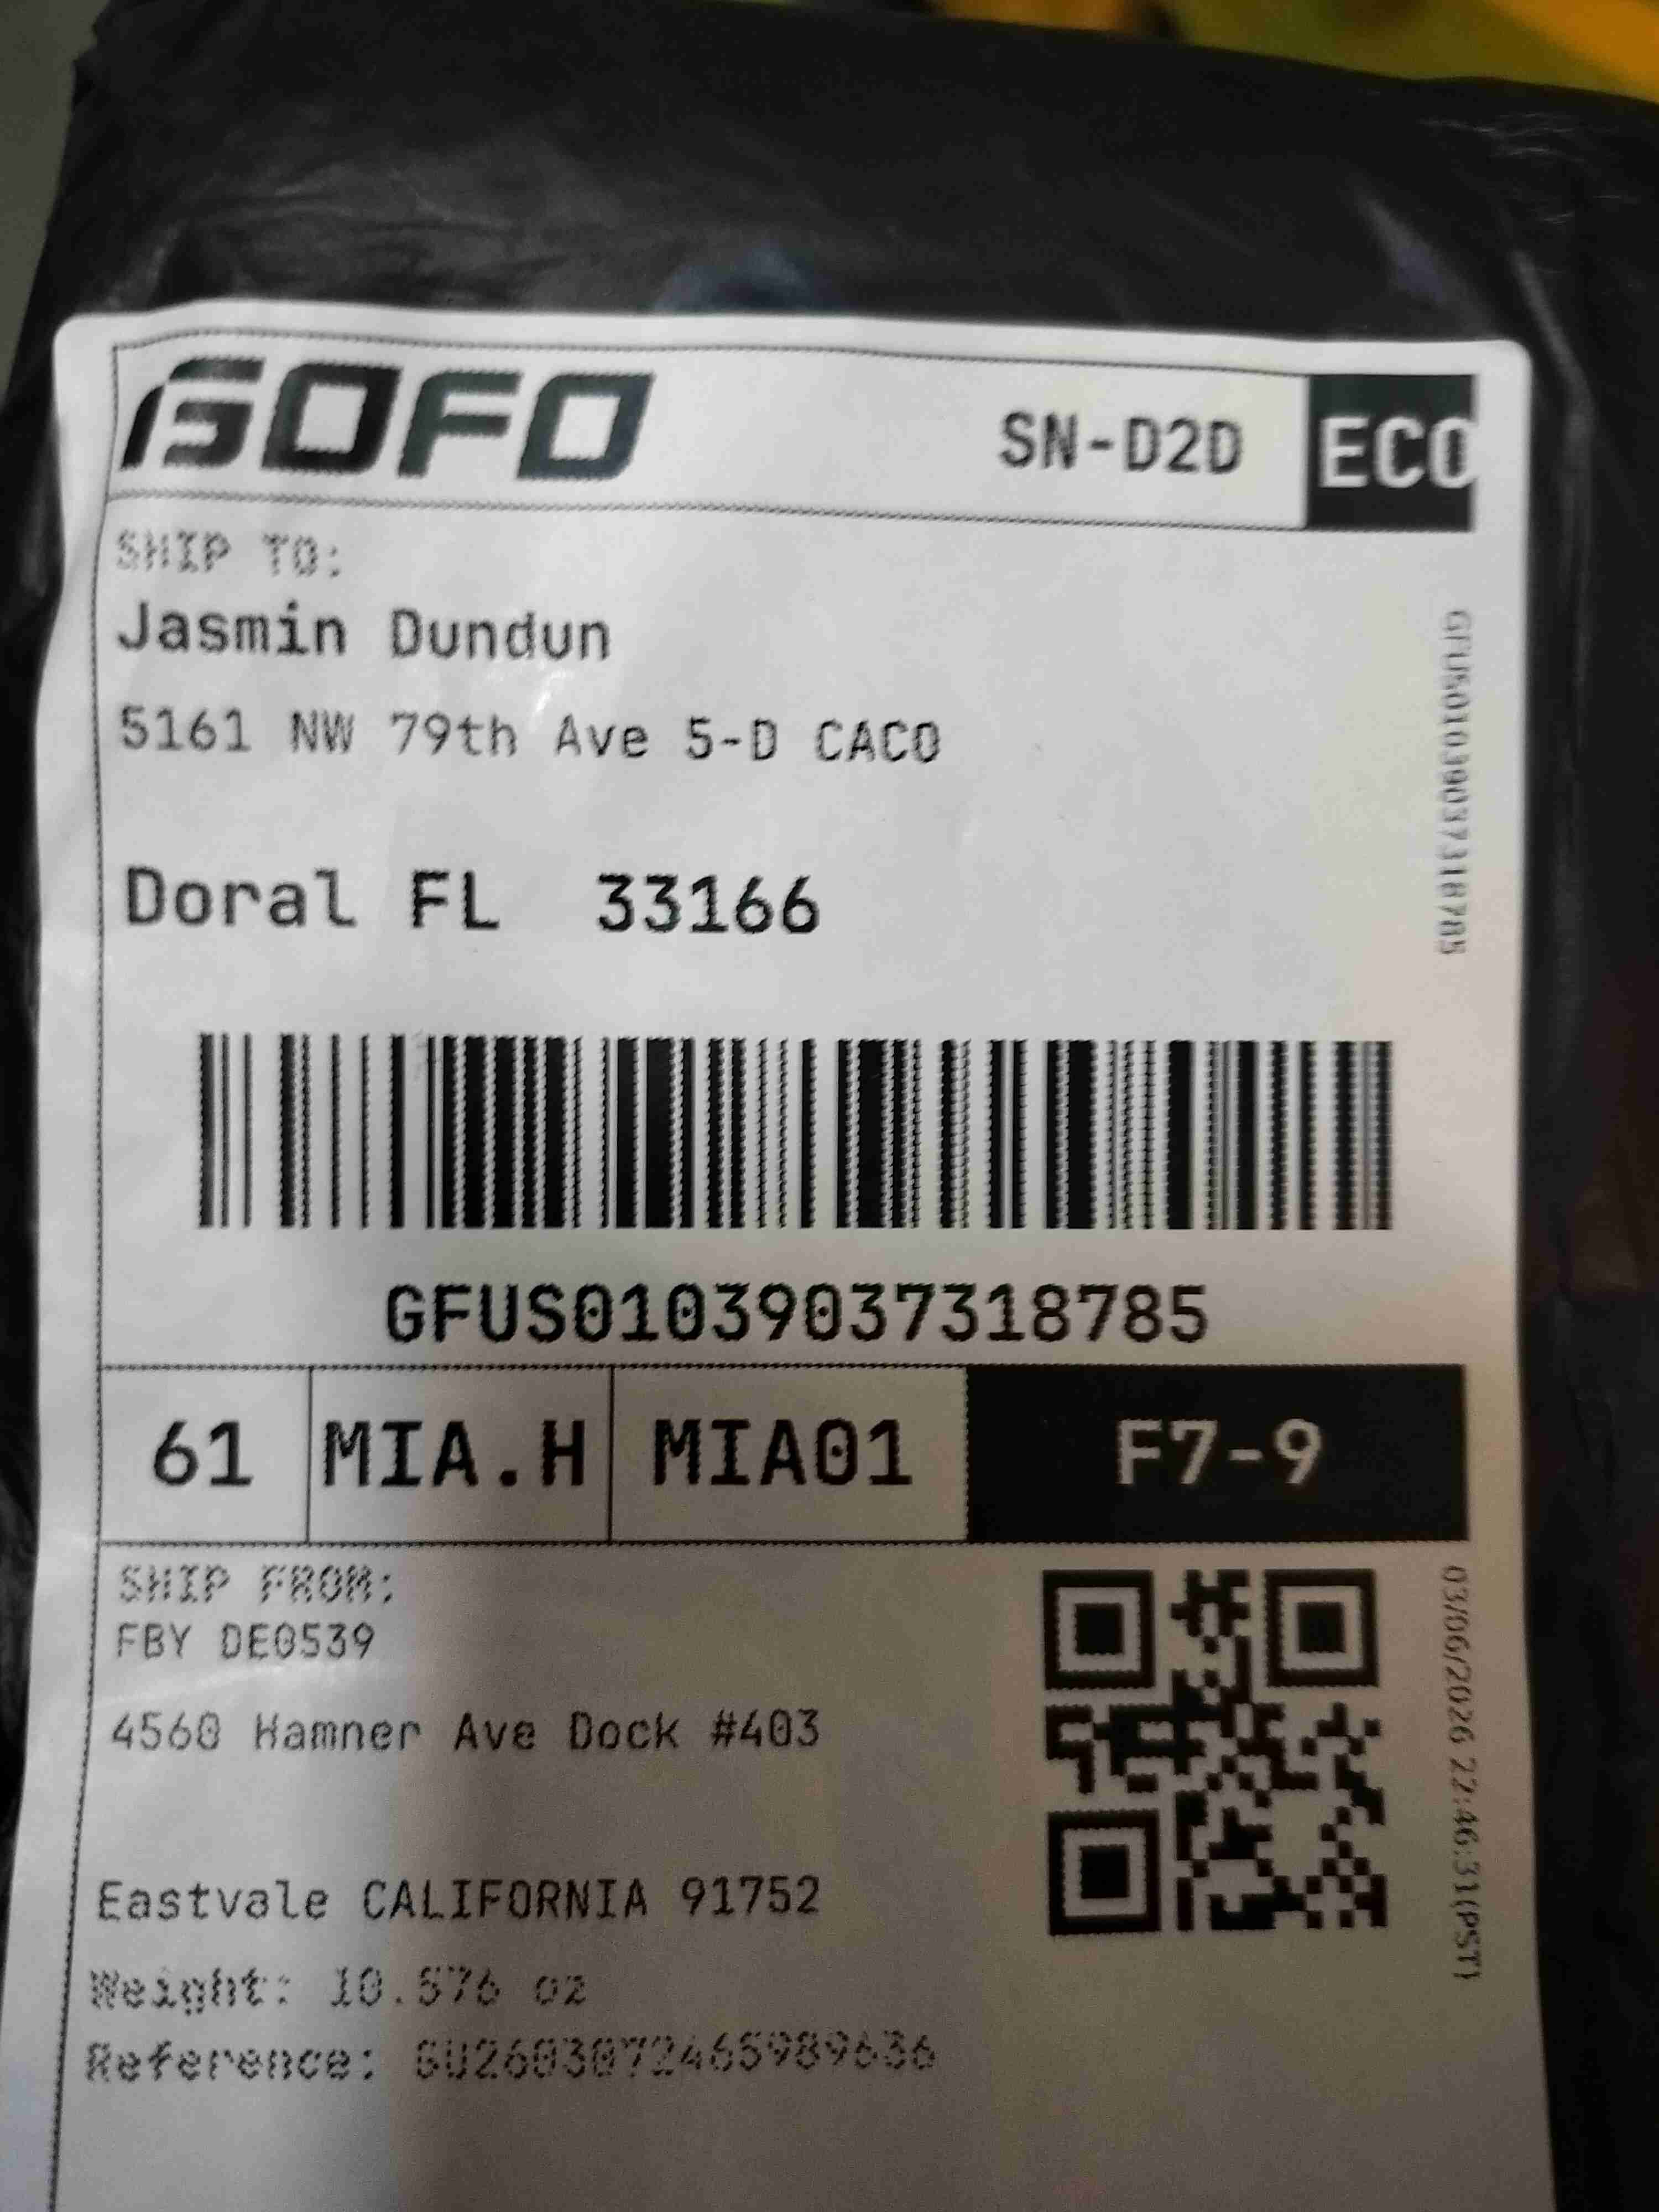 GOFO
SN-D2D
ECO
SHIP TO:
Jasmin Dundun
5161 NW 79th Ave 5-D CACO
Doral FL 33166
GFUS01039037318785
GFUS01039037318785
61
MIA.H
MIA01
F7-9
SHIP FROM:
FBY DE0539
4560 Hamner Ave Dock #403
Eastvale CALIFORNIA 91752
03/06/2026 22:46:31(PST)
Weight: 10.576 oz
Reference: GU2603072465989636